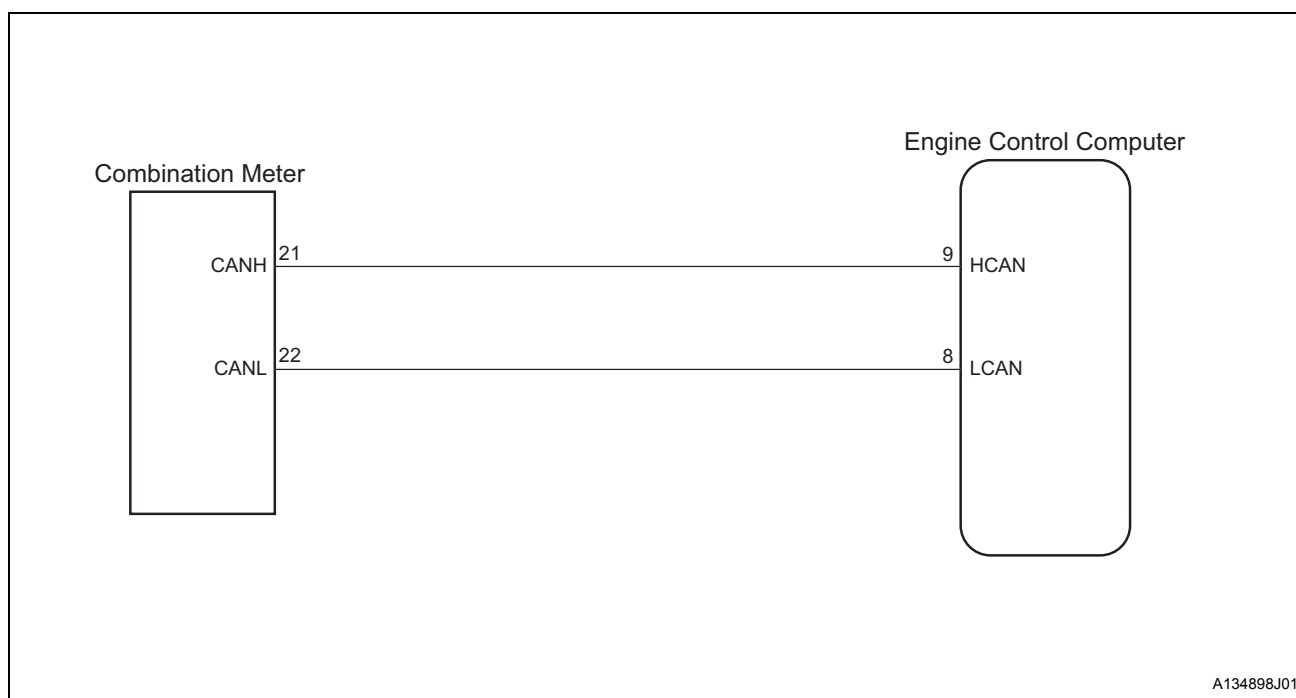 Engine Control Computer
Combination Meter
CANH 21 9 HCAN
CANL 22 8 LCAN
A134898J01